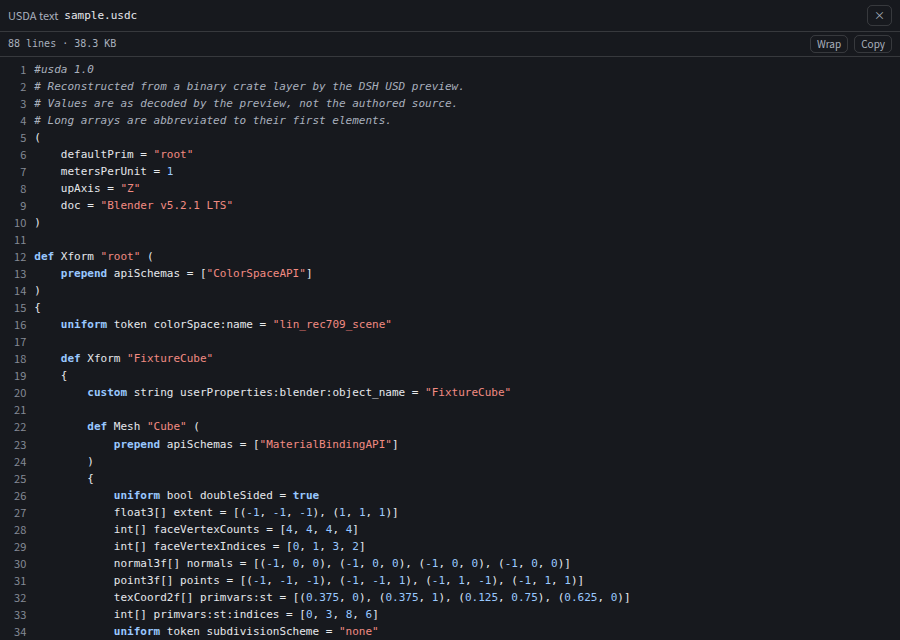 USDA text sample.usdc ×
88 lines · 38.3 KB Wrap Copy
1 #usda 1.0
2 # Reconstructed from a binary crate layer by the DSH USD preview.
3 # Values are as decoded by the preview, not the authored source.
4 # Long arrays are abbreviated to their first elements.
5 (
6     defaultPrim = "root"
7     metersPerUnit = 1
8     upAxis = "Z"
9     doc = "Blender v5.2.1 LTS"
10 )
11
12 def Xform "root" (
13     prepend apiSchemas = ["ColorSpaceAPI"]
14 )
15 {
16     uniform token colorSpace:name = "lin_rec709_scene"
17
18     def Xform "FixtureCube"
19     {
20         custom string userProperties:blender:object_name = "FixtureCube"
21
22         def Mesh "Cube" (
23             prepend apiSchemas = ["MaterialBindingAPI"]
24         )
25         {
26             uniform bool doubleSided = true
27             float3[] extent = [(-1, -1, -1), (1, 1, 1)]
28             int[] faceVertexCounts = [4, 4, 4, 4]
29             int[] faceVertexIndices = [0, 1, 3, 2]
30             normal3f[] normals = [(-1, 0, 0), (-1, 0, 0), (-1, 0, 0), (-1, 0, 0)]
31             point3f[] points = [(-1, -1, -1), (-1, -1, 1), (-1, 1, -1), (-1, 1, 1)]
32             texCoord2f[] primvars:st = [(0.375, 0), (0.375, 1), (0.125, 0.75), (0.625, 0)]
33             int[] primvars:st:indices = [0, 3, 8, 6]
34             uniform token subdivisionScheme = "none"